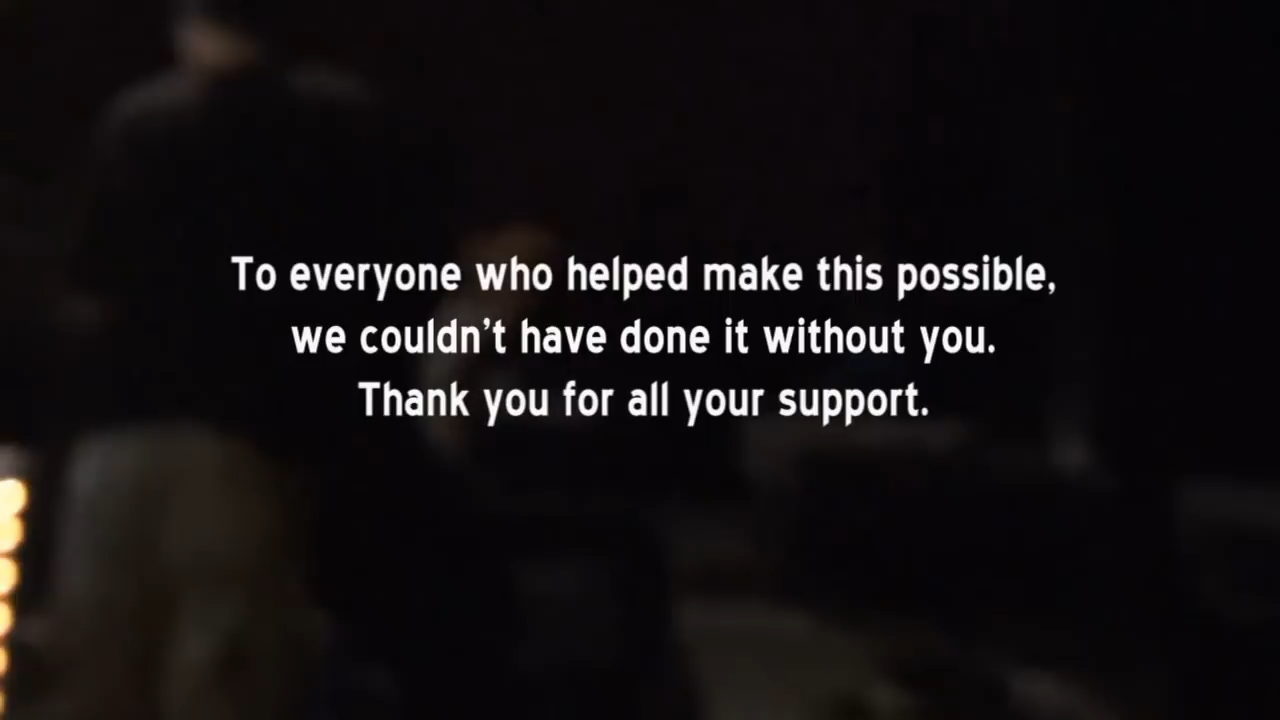 To everyone who helped make this possible,
we couldn't have done it without you.
Thank you for all your support.